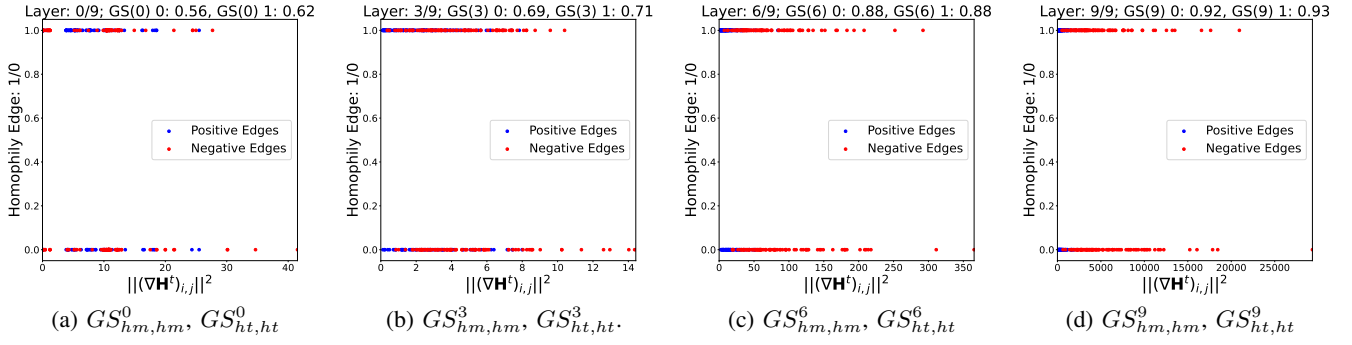 Layer: 0/9; GS(0) 0: 0.56, GS(0) 1: 0.62
Homophily Edge: 1/0
1.0
0.8
0.6
0.4
0.2
0.0
Positive Edges
Negative Edges
0 10 20 30 40
||(∇H^t)_{i,j}||^2
(a) GS^0_{hm,hm}, GS^0_{ht,ht}
Layer: 3/9; GS(3) 0: 0.69, GS(3) 1: 0.71
Homophily Edge: 1/0
1.0
0.8
0.6
0.4
0.2
0.0
Positive Edges
Negative Edges
0 2 4 6 8 10 12 14
||(∇H^t)_{i,j}||^2
(b) GS^3_{hm,hm}, GS^3_{ht,ht}.
Layer: 6/9; GS(6) 0: 0.88, GS(6) 1: 0.88
Homophily Edge: 1/0
1.0
0.8
0.6
0.4
0.2
0.0
Positive Edges
Negative Edges
0 50 100 150 200 250 300 350
||(∇H^t)_{i,j}||^2
(c) GS^6_{hm,hm}, GS^6_{ht,ht}
Layer: 9/9; GS(9) 0: 0.92, GS(9) 1: 0.93
Homophily Edge: 1/0
1.0
0.8
0.6
0.4
0.2
0.0
Positive Edges
Negative Edges
0 5000 10000 15000 20000 25000
||(∇H^t)_{i,j}||^2
(d) GS^9_{hm,hm}, GS^9_{ht,ht}